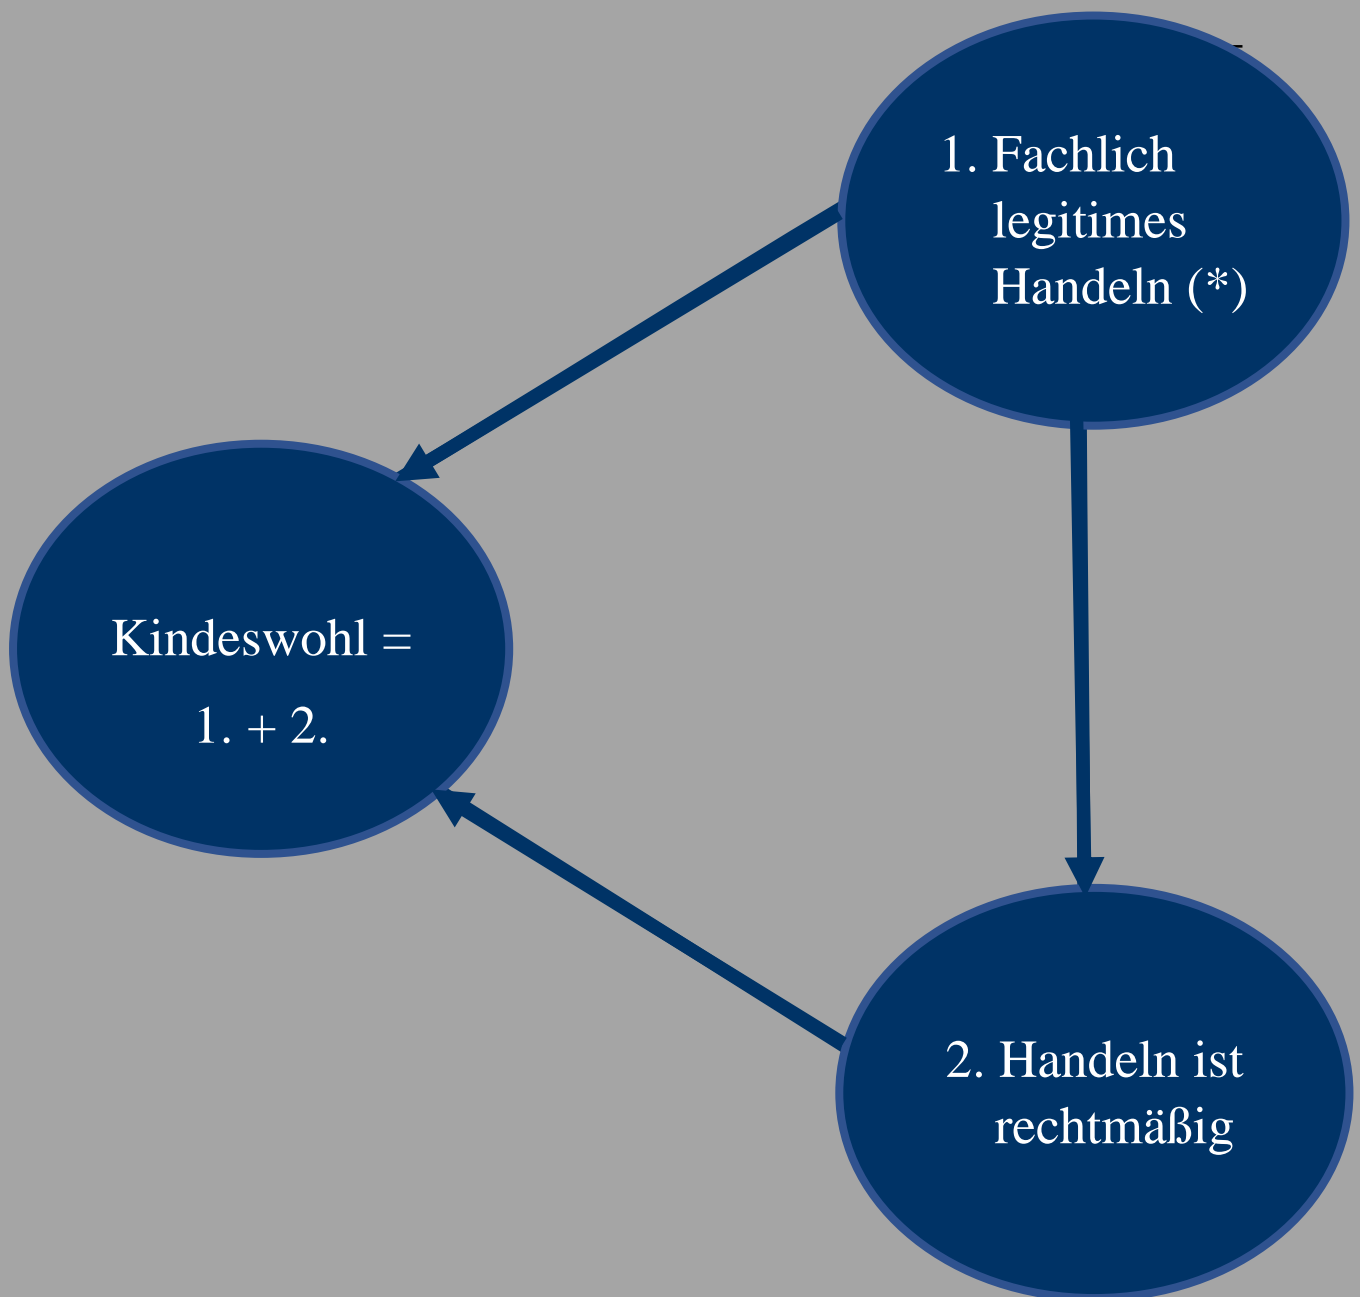 1. Fachlich
legitimes
Handeln (*)
Kindeswohl =
1. + 2.
2. Handeln ist
rechtmäßig